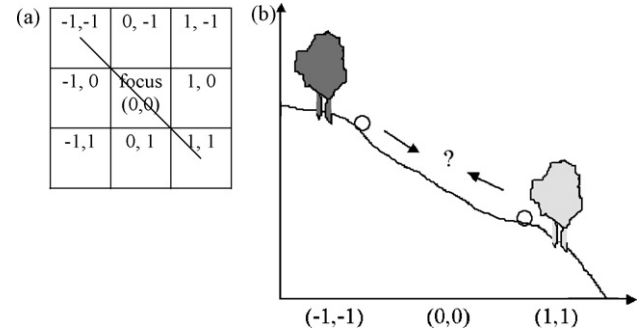 (a)
-1,-1 0, -1 1, -1
-1, 0 focus 1, 0
(0,0)
-1,1 0, 1 1, 1
(b)
?
(-1,-1) (0,0) (1,1)